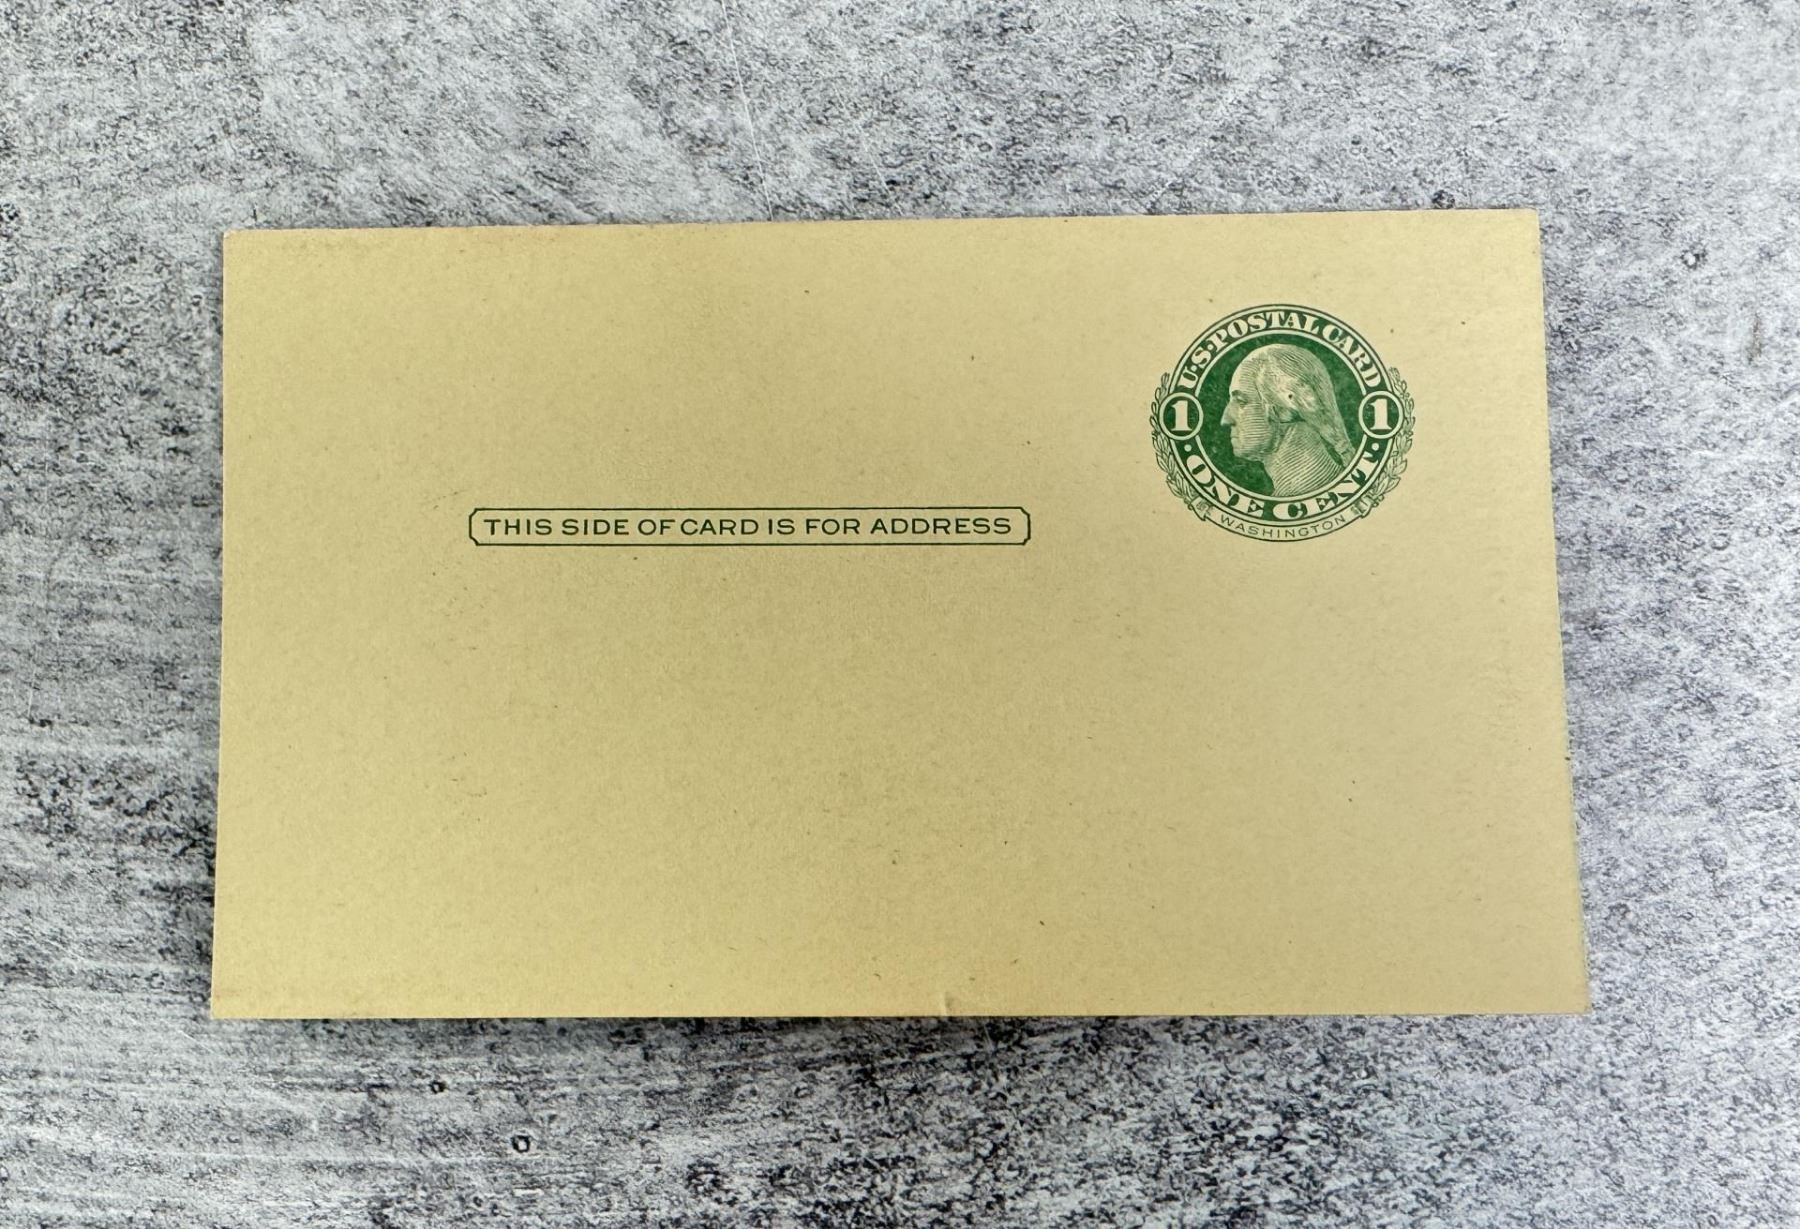 U·S·POSTAL CARD
1 1
·ONE CENT·
WASHINGTON
THIS SIDE OF CARD IS FOR ADDRESS